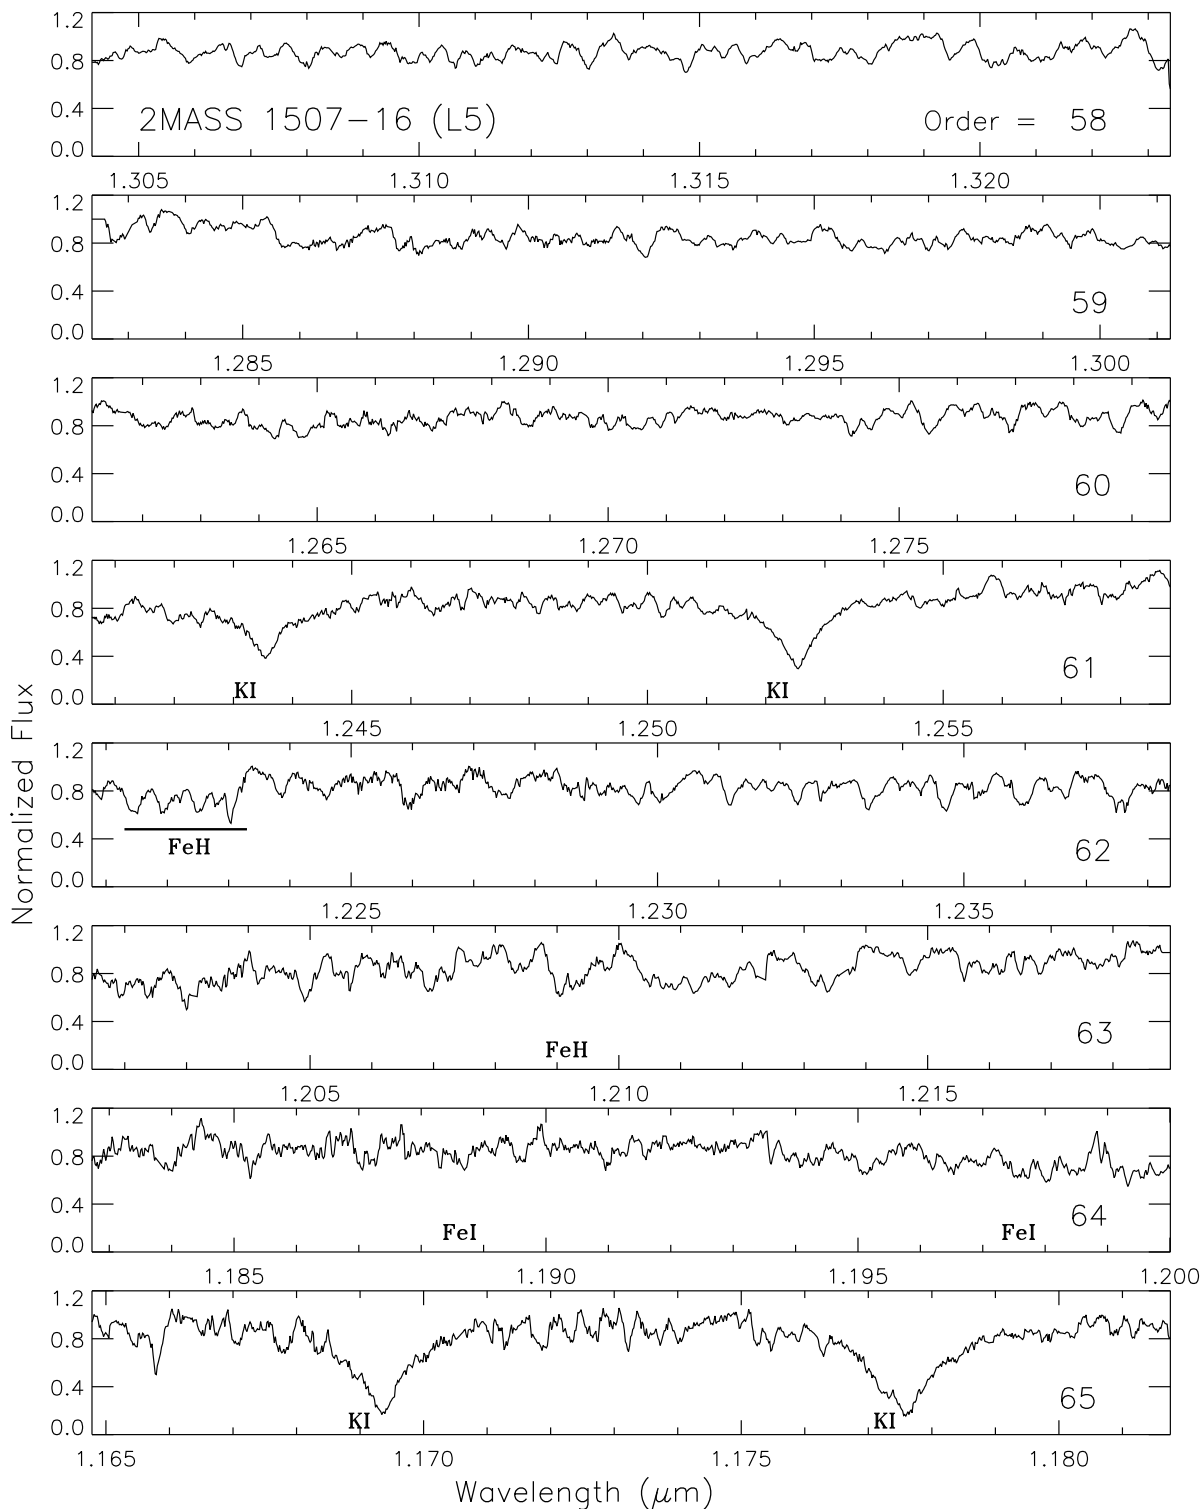 1.2
0.8
0.4
0.0
2MASS 1507−16 (L5)
Order = 58
1.305 1.310 1.315 1.320
1.2
0.8
0.4
0.0
59
1.285 1.290 1.295 1.300
1.2
0.8
0.4
0.0
60
1.265 1.270 1.275
1.2
0.8
0.4
0.0
61
KI KI
1.245 1.250 1.255
Normalized Flux
1.2
0.8
0.4
0.0
FeH
62
1.225 1.230 1.235
1.2
0.8
0.4
0.0
63
FeH
1.205 1.210 1.215
1.2
0.8
0.4
0.0
64
FeI FeI
1.185 1.190 1.195 1.200
1.2
0.8
0.4
0.0
65
KI KI
1.165 1.170 1.175 1.180
Wavelength (μm)